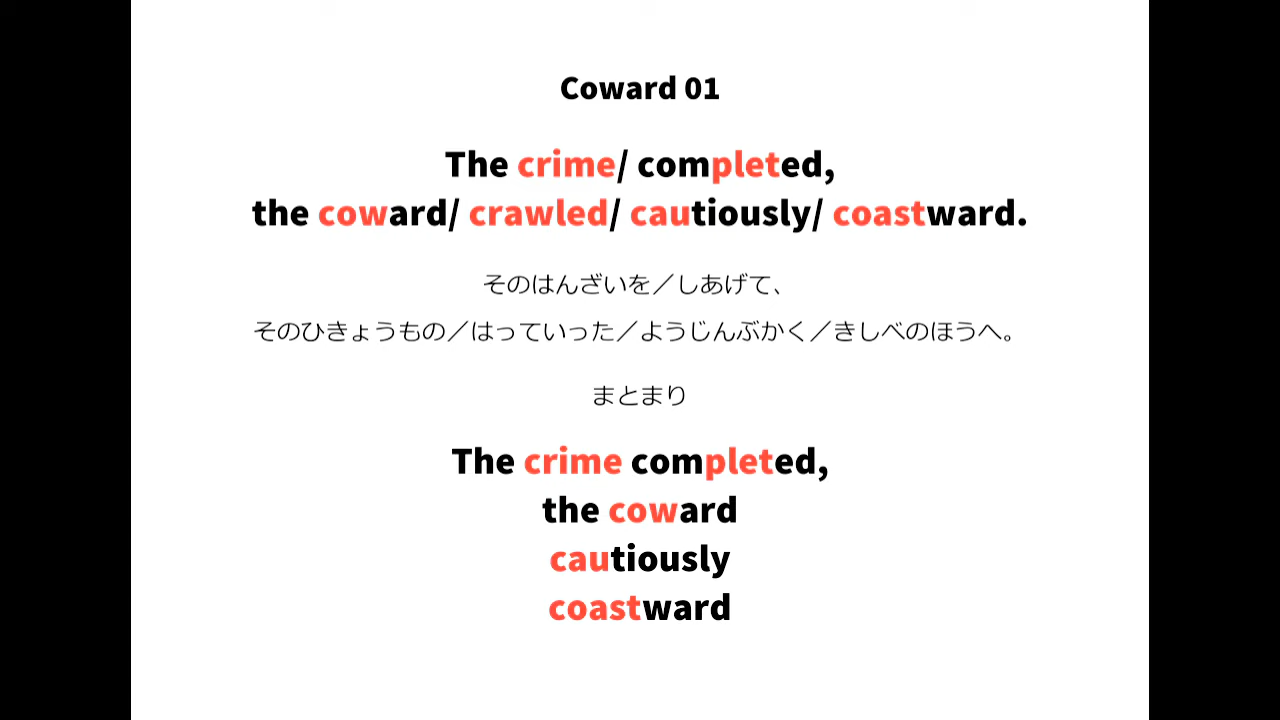 Coward 01
The crime/ completed,
the coward/ crawled/ cautiously/ coastward.
そのはんざいを／しあげて、
そのひきょうもの／はっていった／ようじんぶかく／きしべのほうへ。
まとまり
The crime completed,
the coward
cautiously
coastward